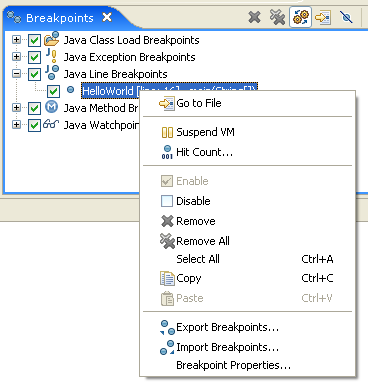 Breakpoints
Java Class Load Breakpoints
Java Exception Breakpoints
Java Line Breakpoints
HelloWorld [line: 16] - main(String[])
Java Method Br
Java Watchpoin
Go to File
Suspend VM
Hit Count...
Enable
Disable
Remove
Remove All
Select All Ctrl+A
Copy Ctrl+C
Paste Ctrl+V
Export Breakpoints...
Import Breakpoints...
Breakpoint Properties...